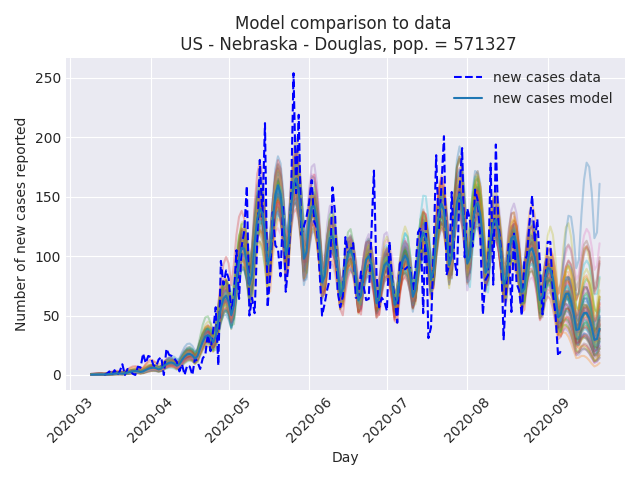 Model comparison to data
US - Nebraska - Douglas, pop. = 571327
new cases data
new cases model
Number of new cases reported
250
200
150
100
50
0
2020-03
2020-04
2020-05
2020-06
2020-07
2020-08
2020-09
Day